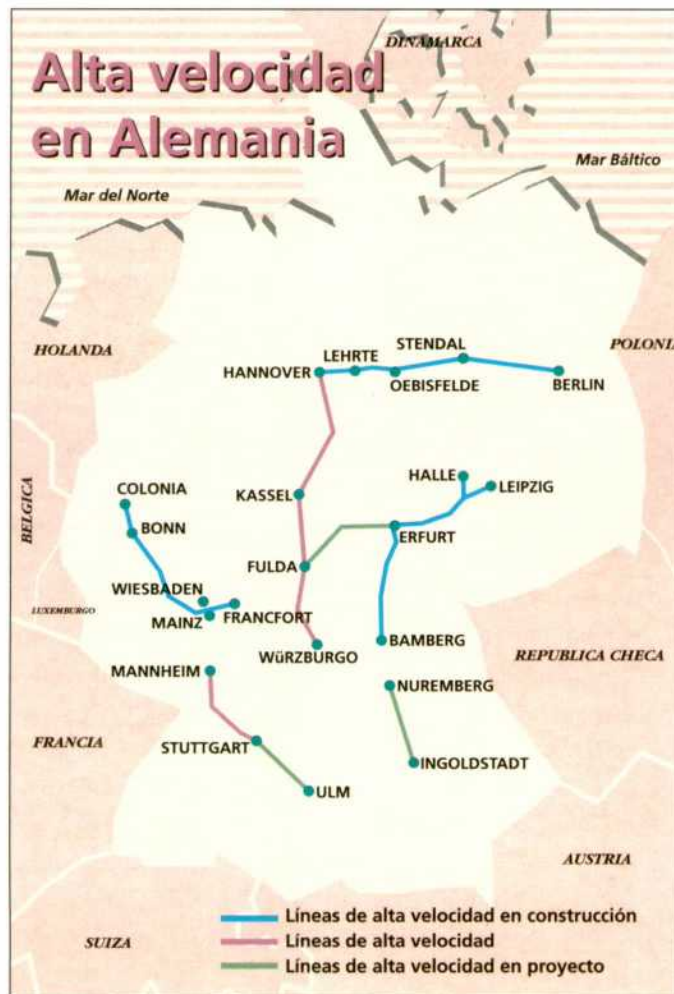 DINAMARCA
Alta velocidad
en Alemania
Mar Báltico
Mar del Norte
HOLANDA
POLONIA
STENDAL
LEHRTE
HANNOVER
OEBISFELDE
BERLIN
BELGICA
HALLE
LEIPZIG
COLONIA
KASSEL
BONN
ERFURT
FULDA
WIESBADEN
LUXEMBURGO
FRANCFORT
MAINZ
BAMBERG
WüRZBURGO
REPUBLICA CHECA
MANNHEIM
NUREMBERG
FRANCIA
STUTTGART
INGOLDSTADT
ULM
AUSTRIA
Líneas de alta velocidad en construcción
Líneas de alta velocidad
Líneas de alta velocidad en proyecto
SUIZA